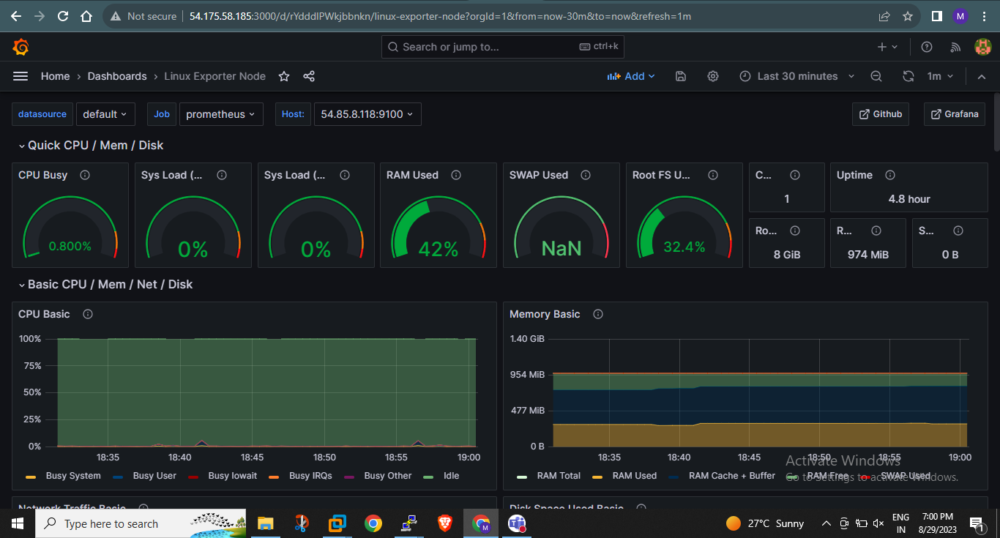 Not secure 54.175.58.185:3000/d/rYdddlPWkjbbnkn/linux-exporter-node?orgId=1&from=now-30m&to=now&refresh=1m
M
Search or jump to... ctrl+k
Home > Dashboards > Linux Exporter Node Add Last 30 minutes 1m
datasource default Job prometheus Host: 54.85.8.118:9100 Github Grafana
Quick CPU / Mem / Disk
CPU Busy Sys Load (... Sys Load (... RAM Used SWAP Used Root FS U... C... Uptime
1 4.8 hour
0.800% 0% 0% 42% NaN 32.4%
Ro... R... S...
8 GiB 974 MiB 0 B
Basic CPU / Mem / Net / Disk
CPU Basic
100%
75%
50%
25%
0%
18:35 18:40 18:45 18:50 18:55 19:00
Busy System Busy User Busy Iowait Busy IRQs Busy Other Idle
Memory Basic
1.40 GiB
954 MiB
477 MiB
0 B
18:35 18:40 18:45 18:50 18:55 19:00
RAM Total RAM Used RAM Cache + Buffer RAM Free SWAP Used
Activate Windows
Go to Settings to activate Windows.
Network Traffic Basic Disk Space Used Basic
Type here to search
M
27°C Sunny
ENG
IN
7:00 PM
8/29/2023
1